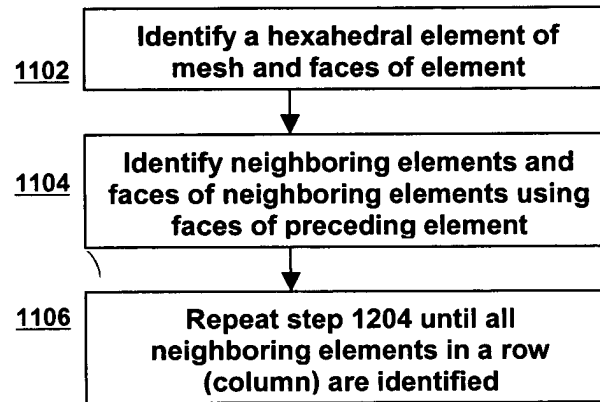 Identify a hexahedral element of
mesh and faces of element
1102
Identify neighboring elements and
faces of neighboring elements using
faces of preceding element
1104
Repeat step 1204 until all
neighboring elements in a row
(column) are identified
1106